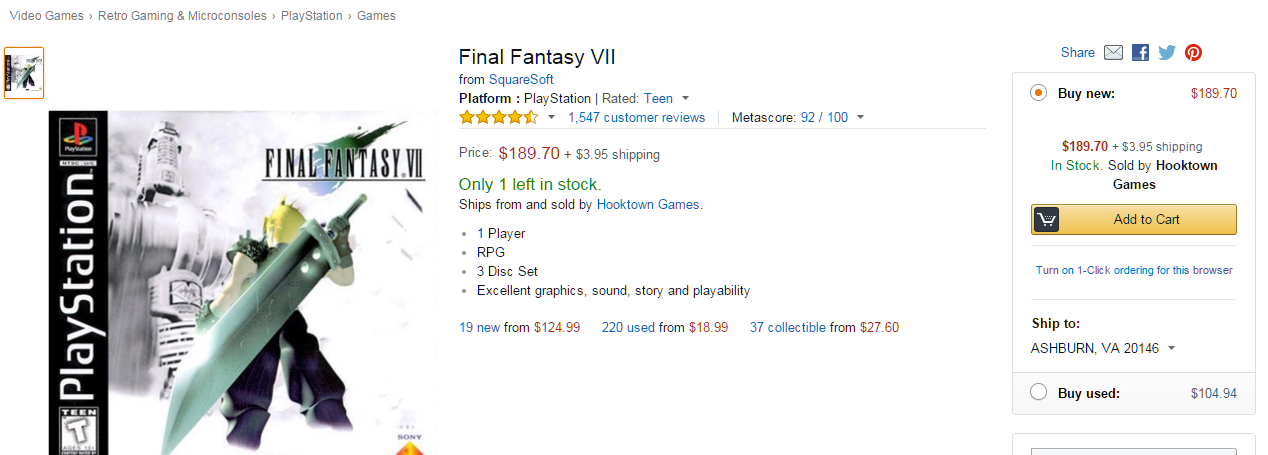 Video Games › Retro Gaming & Microconsoles › PlayStation › Games
Final Fantasy VII
from SquareSoft
Platform : PlayStation | Rated: Teen
1,547 customer reviews
Metascore: 92 / 100
Price: $189.70 + $3.95 shipping
Only 1 left in stock.
Ships from and sold by Hooktown Games.
1 Player
RPG
3 Disc Set
Excellent graphics, sound, story and playability
19 new from $124.99 220 used from $18.99 37 collectible from $27.60
PlayStation
NTSC U/C
PlayStation
FINAL FANTASY VII
TEEN
T
SONY
Share
Buy new: $189.70
$189.70 + $3.95 shipping
In Stock. Sold by Hooktown
Games
Add to Cart
Turn on 1-Click ordering for this browser
Ship to:
ASHBURN, VA 20146
Buy used: $104.94